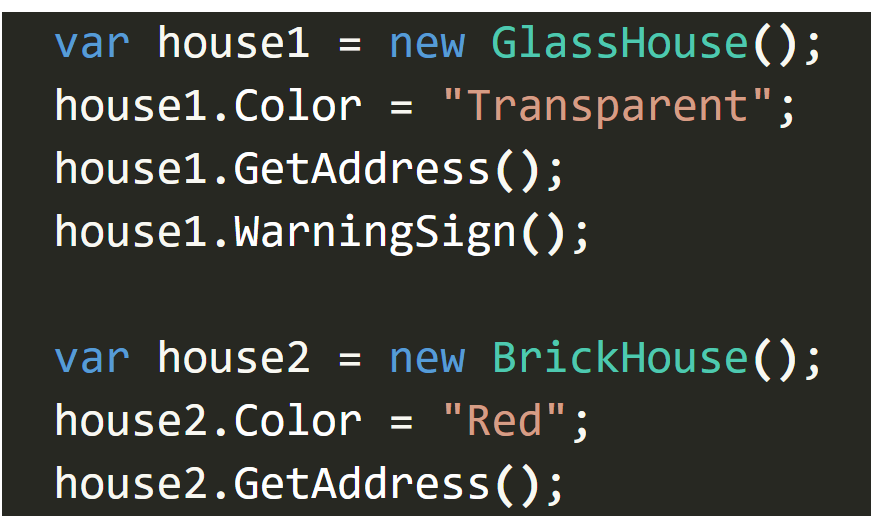 var house1 = new GlassHouse();
house1.Color = "Transparent";
house1.GetAddress();
house1.WarningSign();
var house2 = new BrickHouse();
house2.Color = "Red";
house2.GetAddress();